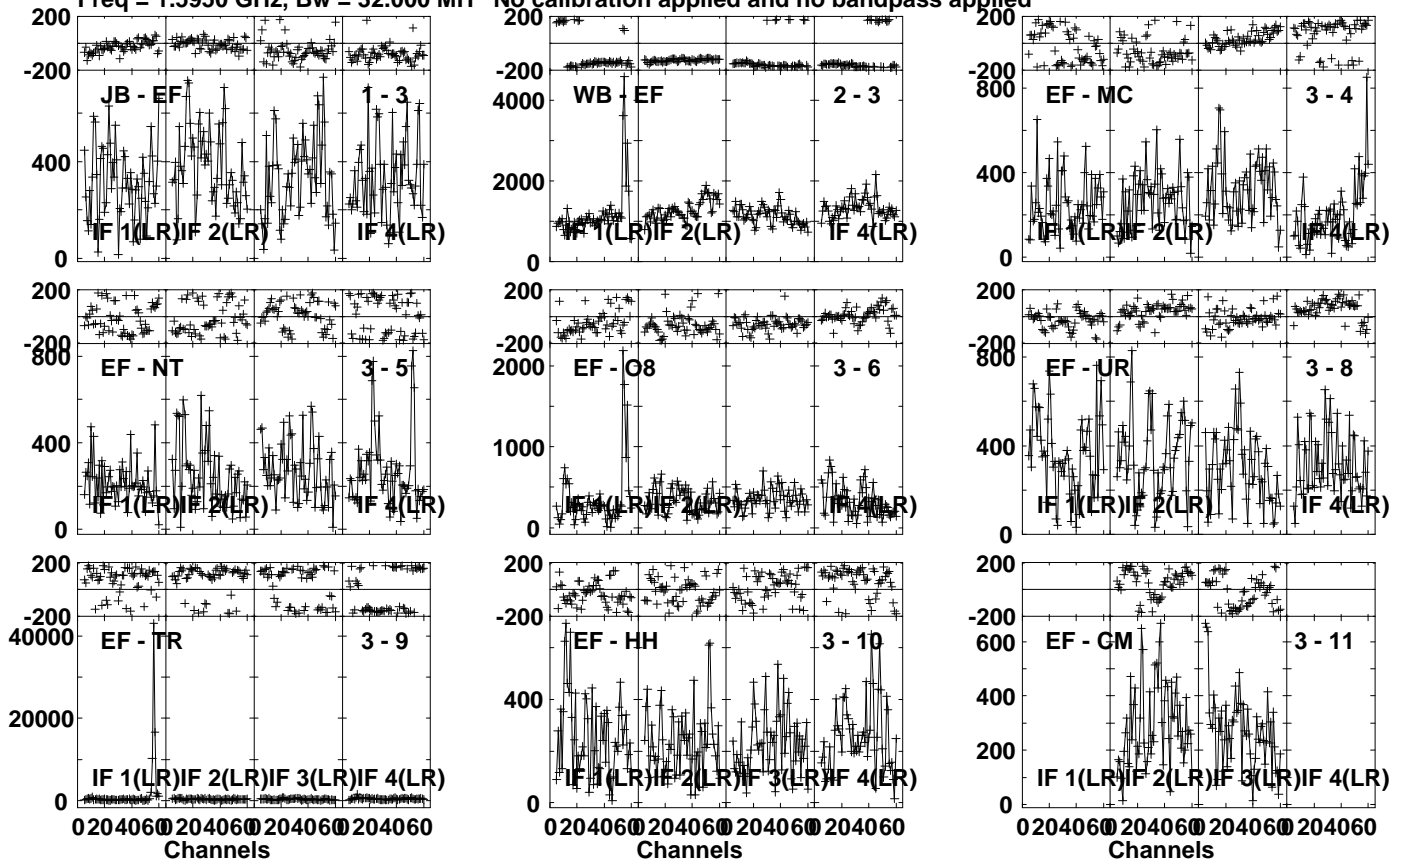 Freq = 1.5950 GHz, Bw = 32.000 MH No calibration applied and no bandpass applied
200
-200
JB - EF 1 - 3
400
0
IF 1(LR) IF 2(LR) IF 4(LR)
200
-200
WB - EF 2 - 3
4000
2000
0
IF 1(LR) IF 2(LR) IF 4(LR)
200
-200
EF - MC 3 - 4
800
400
0
IF 1(LR) IF 2(LR) IF 4(LR)
200
-200
EF - NT 3 - 5
800
400
0
IF 1(LR) IF 2(LR) IF 4(LR)
200
-200
EF - O8 3 - 6
2000
1000
0
IF 1(LR) IF 2(LR) IF 4(LR)
200
-200
EF - UR 3 - 8
800
400
0
IF 1(LR) IF 2(LR) IF 4(LR)
200
-200
EF - TR 3 - 9
40000
20000
0
IF 1(LR) IF 2(LR) IF 3(LR) IF 4(LR)
0 20 40 60 0 20 40 60 0 20 40 60 0 20 40 60
Channels
200
-200
EF - HH 3 - 10
400
0
IF 1(LR) IF 2(LR) IF 3(LR) IF 4(LR)
0 20 40 60 0 20 40 60 0 20 40 60 0 20 40 60
Channels
200
-200
EF - CM 3 - 11
600
400
200
0
IF 1(LR) IF 2(LR) IF 3(LR) IF 4(LR)
0 20 40 60 0 20 40 60 0 20 40 60 0 20 40 60
Channels